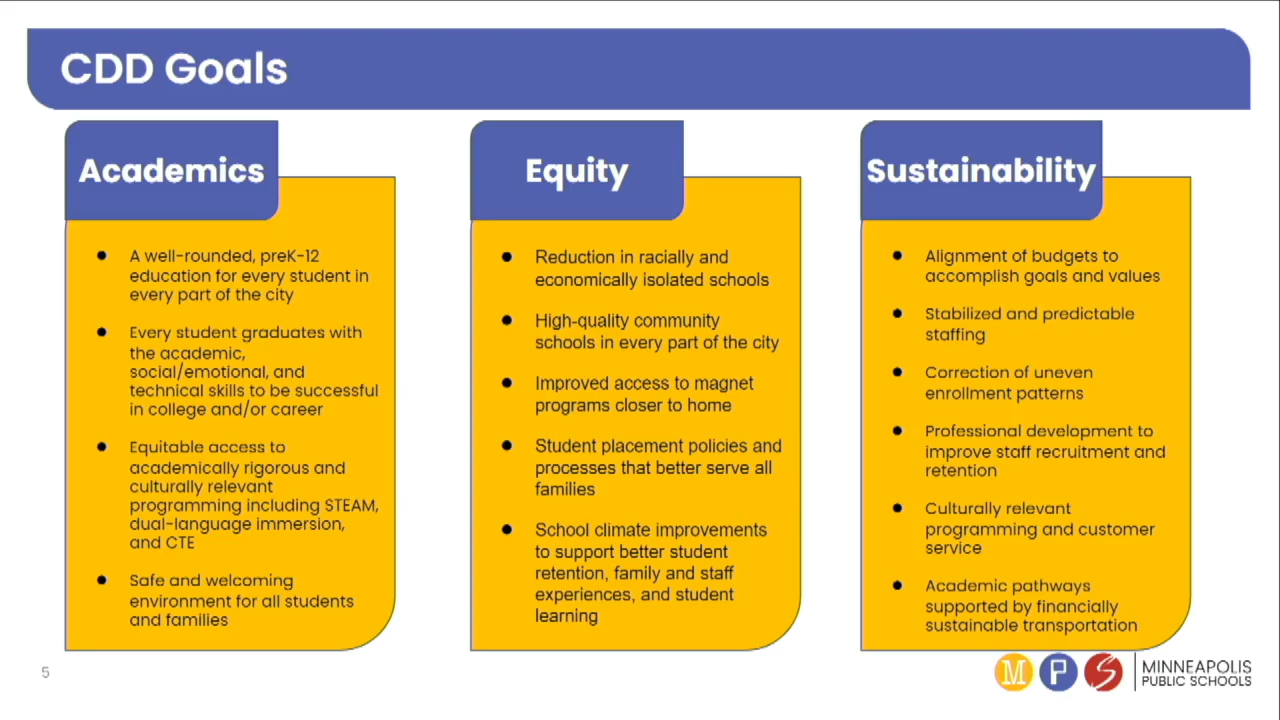 CDD Goals
Academics
A well-rounded, preK-12
education for every student in
every part of the city
Every student graduates with
the academic,
social/emotional, and
technical skills to be successful
in college and/or career
Equitable access to
academically rigorous and
culturally relevant
programming including STEAM,
dual-language immersion,
and CTE
Safe and welcoming
environment for all students
and families
Equity
Reduction in racially and
economically isolated schools
High-quality community
schools in every part of the city
Improved access to magnet
programs closer to home
Student placement policies and
processes that better serve all
families
School climate improvements
to support better student
retention, family and staff
experiences, and student
learning
Sustainability
Alignment of budgets to
accomplish goals and values
Stabilized and predictable
staffing
Correction of uneven
enrollment patterns
Professional development to
improve staff recruitment and
retention
Culturally relevant
programming and customer
service
Academic pathways
supported by financially
sustainable transportation
5
M P S
MINNEAPOLIS
PUBLIC SCHOOLS